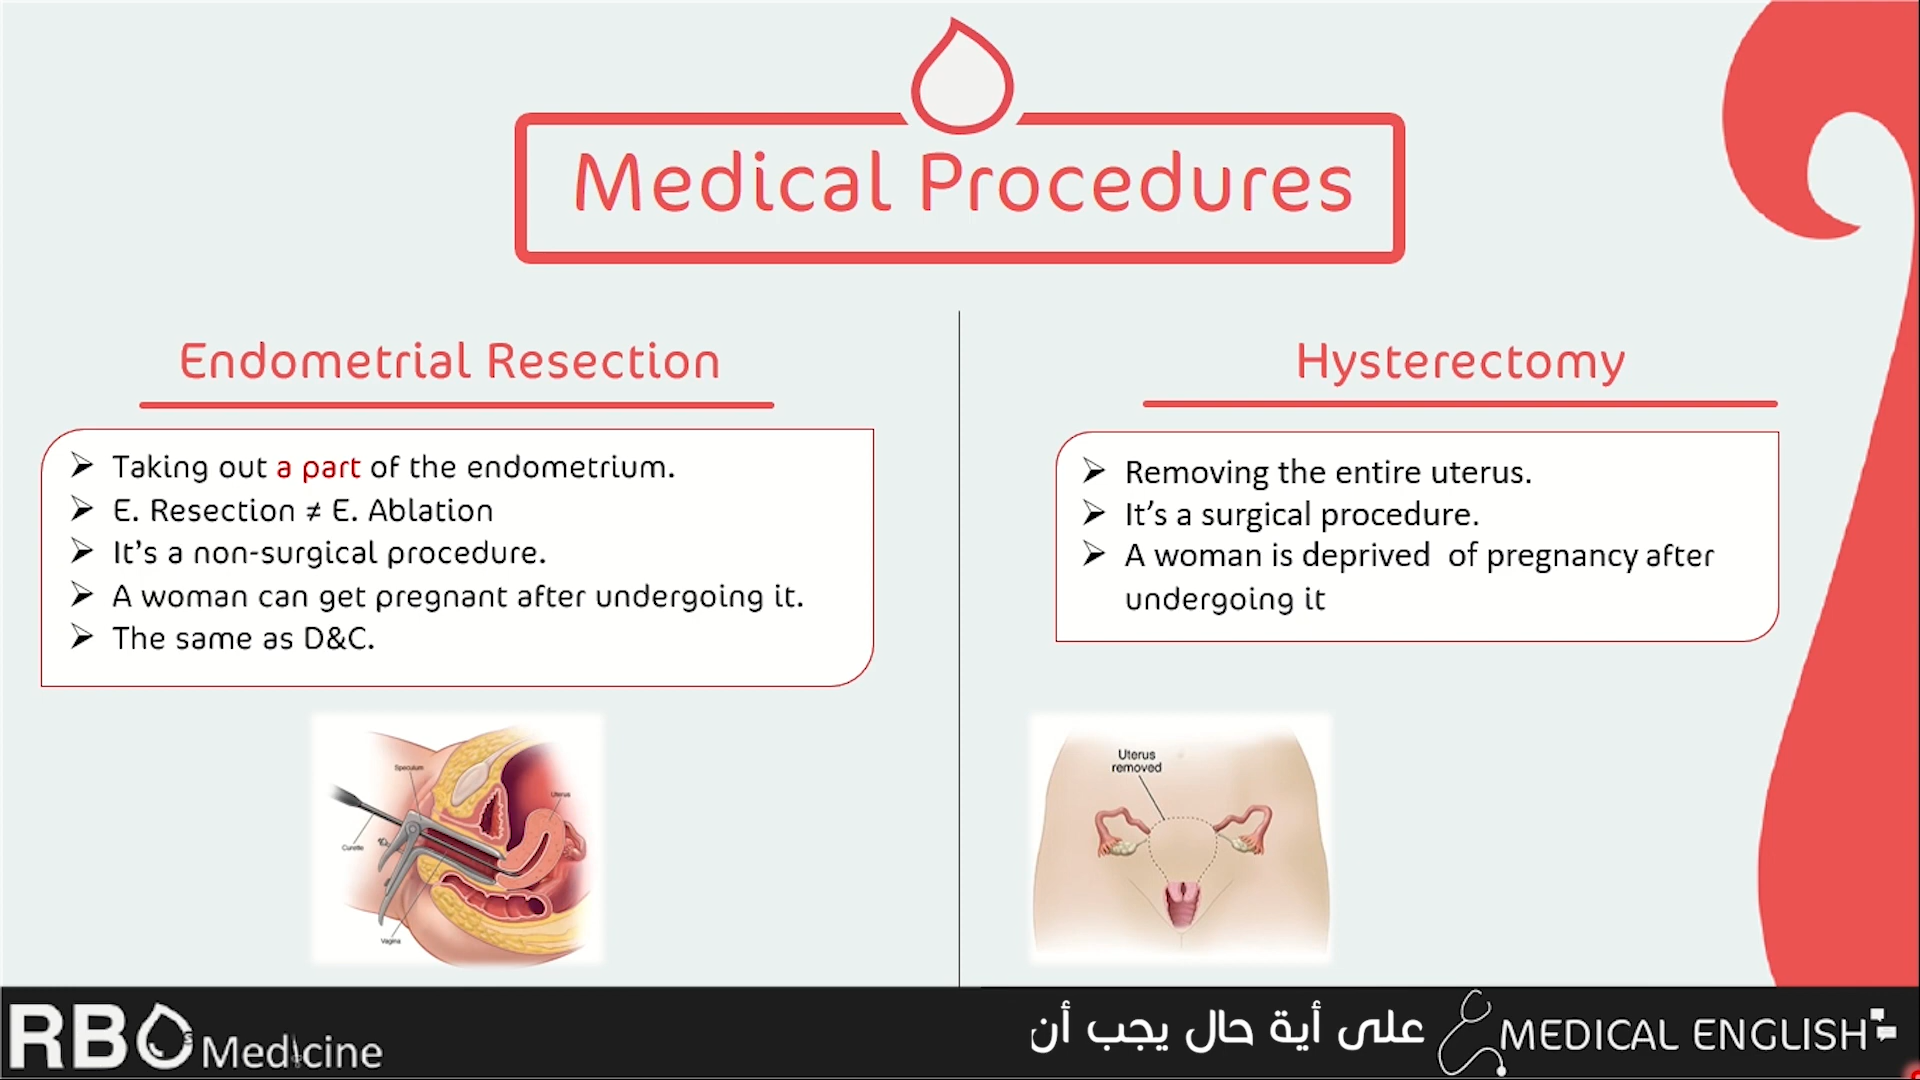 Medical Procedures
Endometrial Resection
➢ Taking out a part of the endometrium.
➢ E. Resection ≠ E. Ablation
➢ It's a non-surgical procedure.
➢ A woman can get pregnant after undergoing it.
➢ The same as D&C.
Speculum
Uterus
Curette
Vagina
Hysterectomy
➢ Removing the entire uterus.
➢ It's a surgical procedure.
➢ A woman is deprived  of pregnancy after
undergoing it
Uterus
removed
RBO Medicine
على أية حال يجب أن
MEDICAL ENGLISH